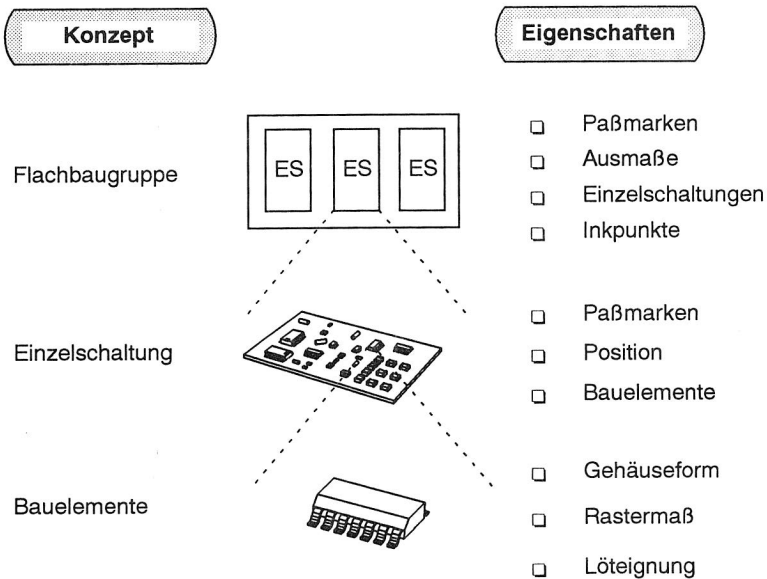 Konzept
Eigenschaften
Flachbaugruppe
ES ES ES
Paßmarken
Ausmaße
Einzelschaltungen
Inkpunkte
Einzelschaltung
Paßmarken
Position
Bauelemente
Bauelemente
Gehäuseform
Rastermaß
Löteignung